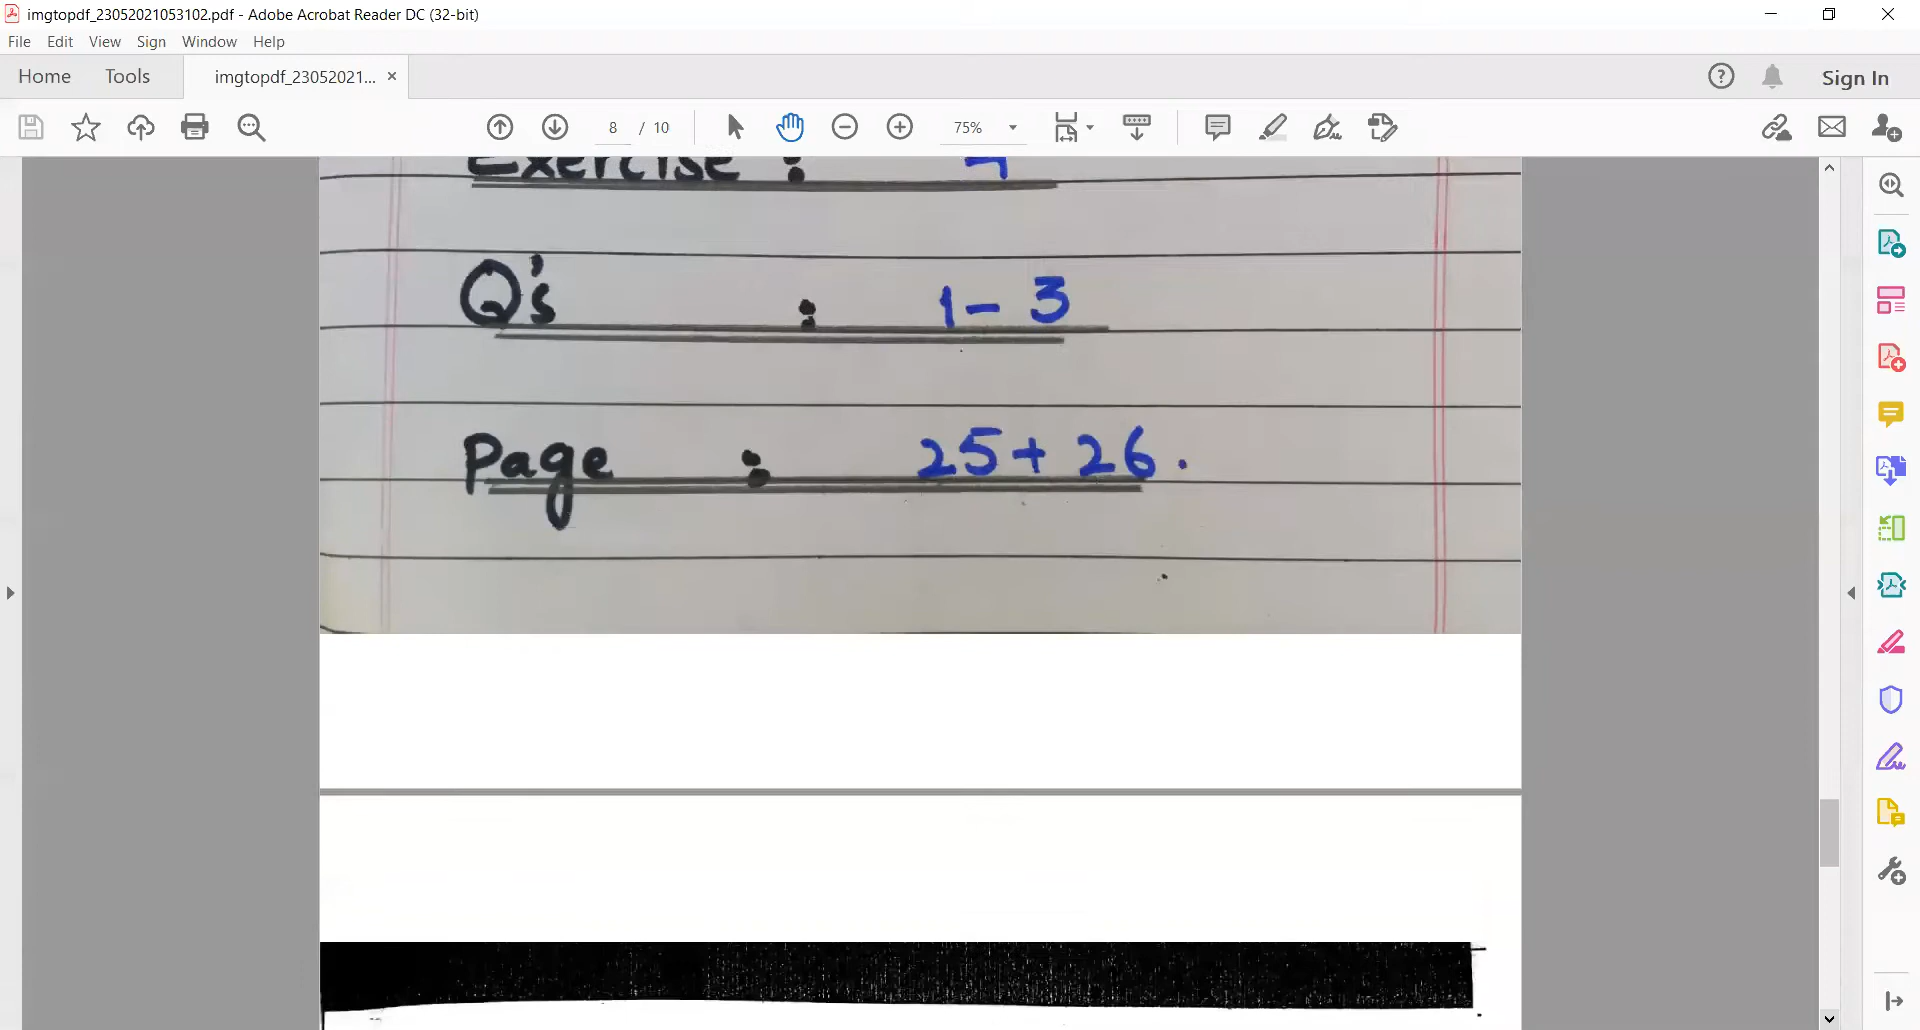 imgtopdf_23052021053102.pdf - Adobe Acrobat Reader DC (32-bit)
File Edit View Sign Window Help
Home Tools imgtopdf_23052021... × Sign In
8 / 10 75%
Exercise :
Q's : 1 - 3
Page : 25 + 26.